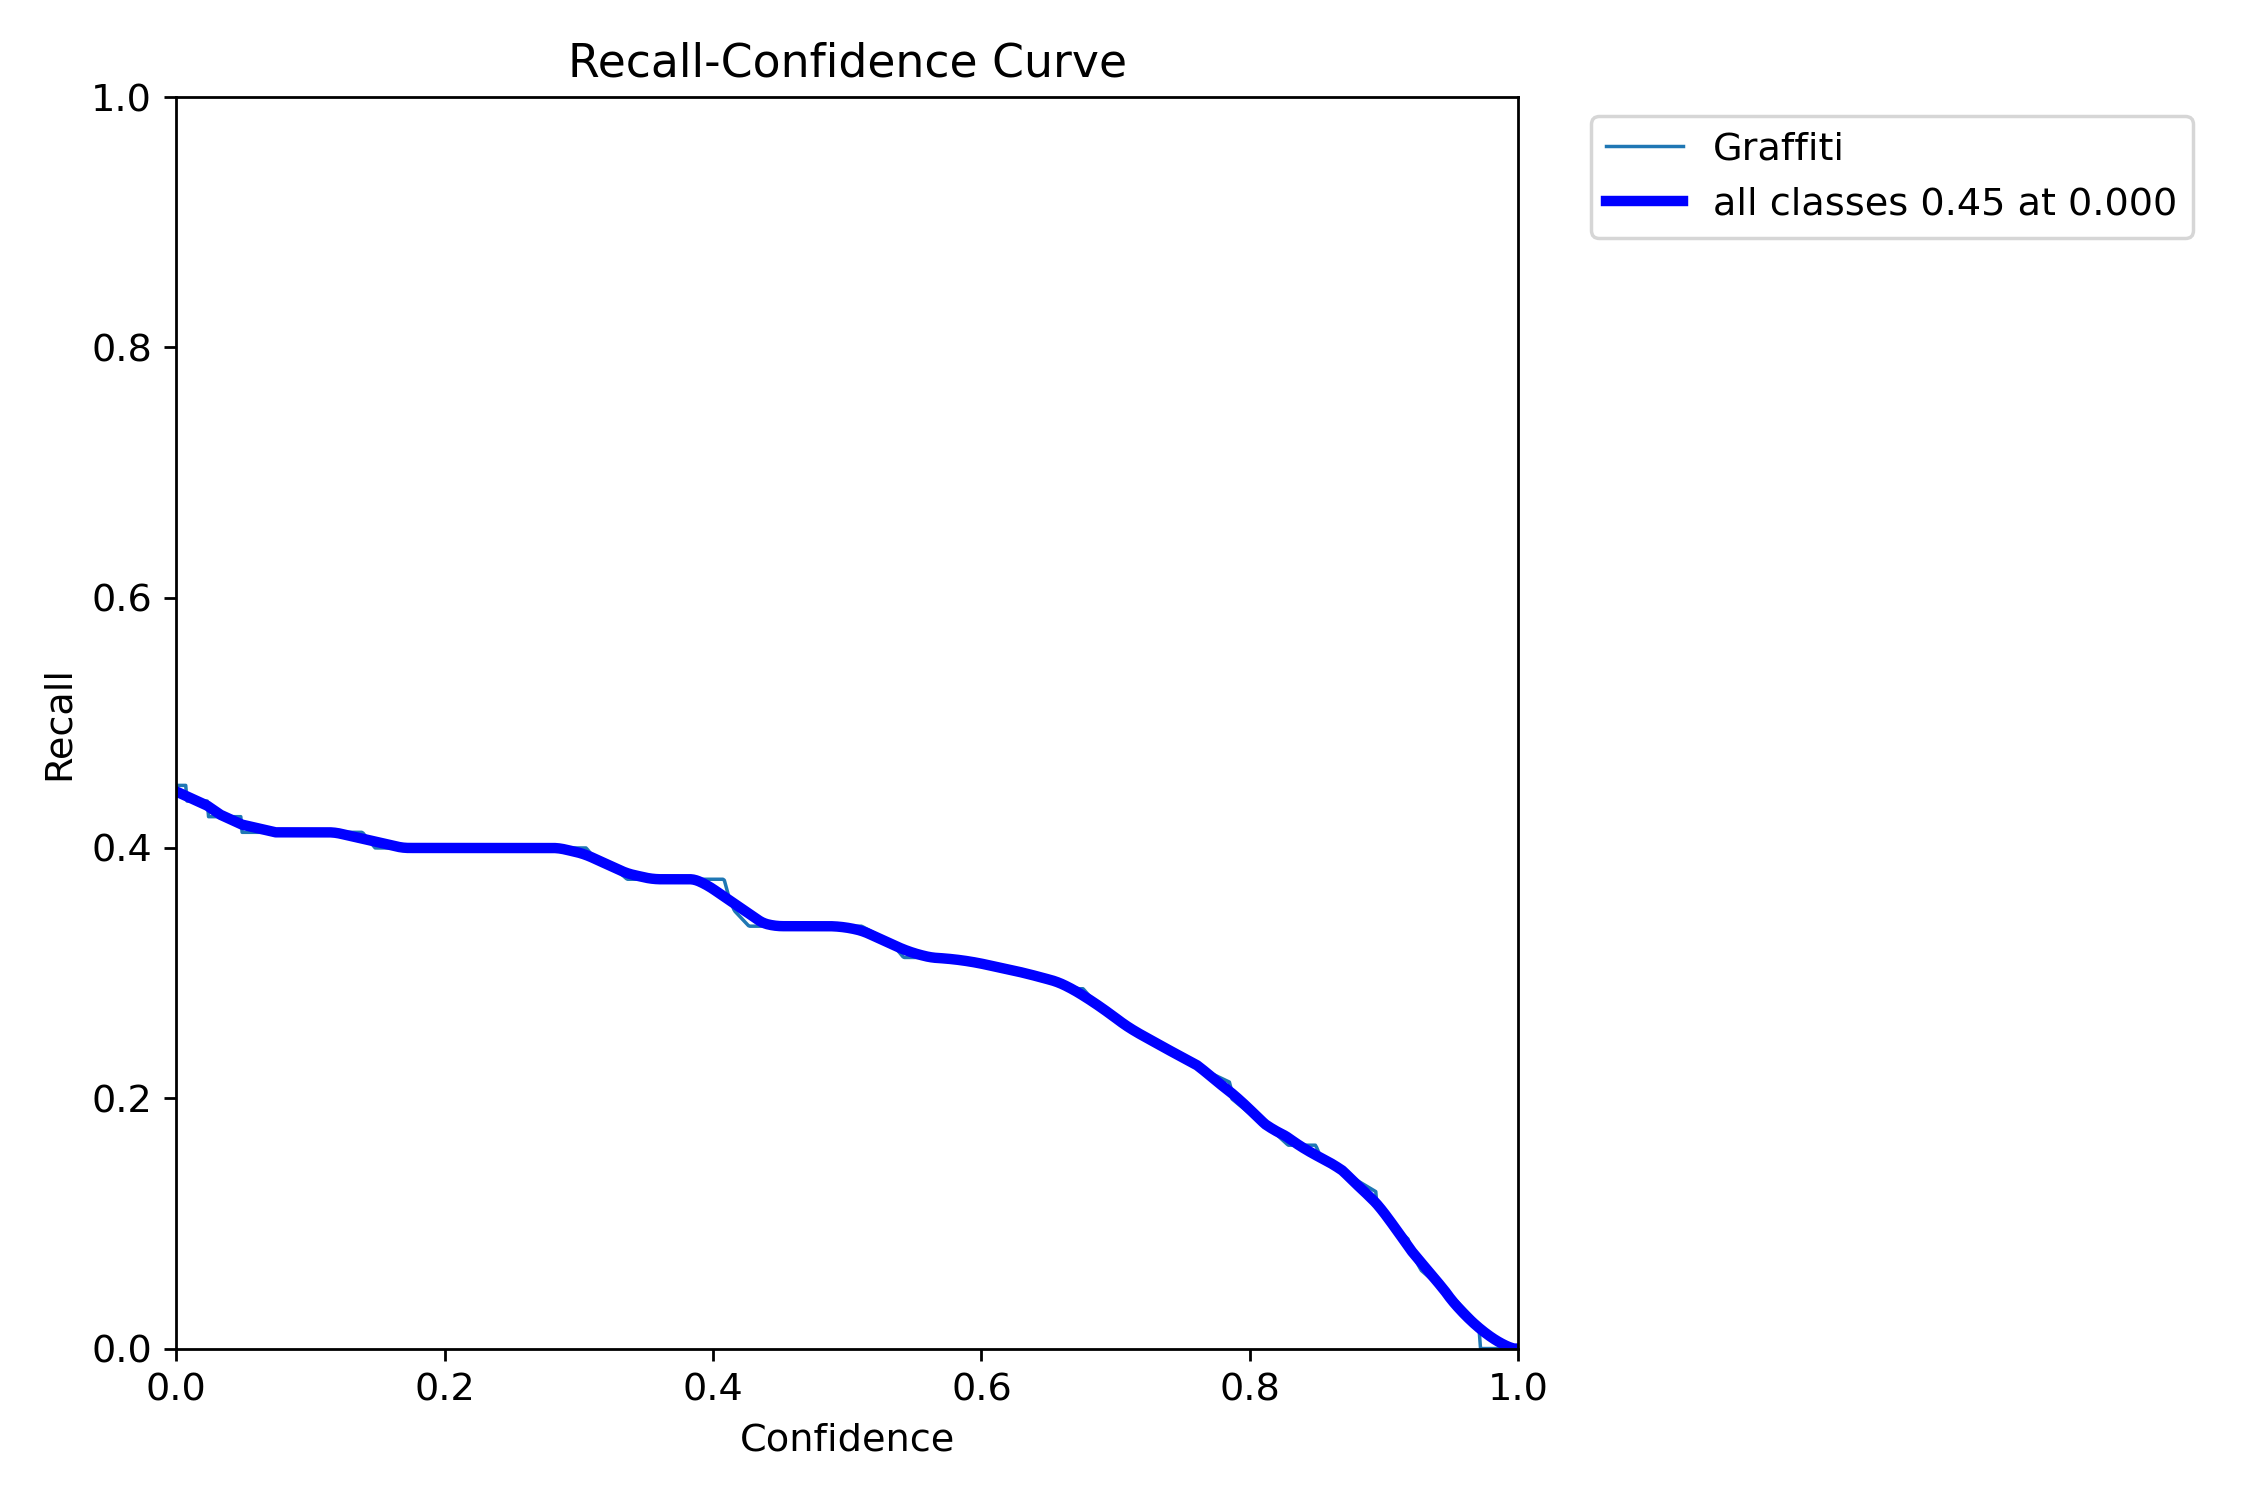 Recall-Confidence Curve
1.0
0.8
0.6
0.4
0.2
0.0
Recall
0.0 0.2 0.4 0.6 0.8 1.0
Confidence
Graffiti
all classes 0.45 at 0.000